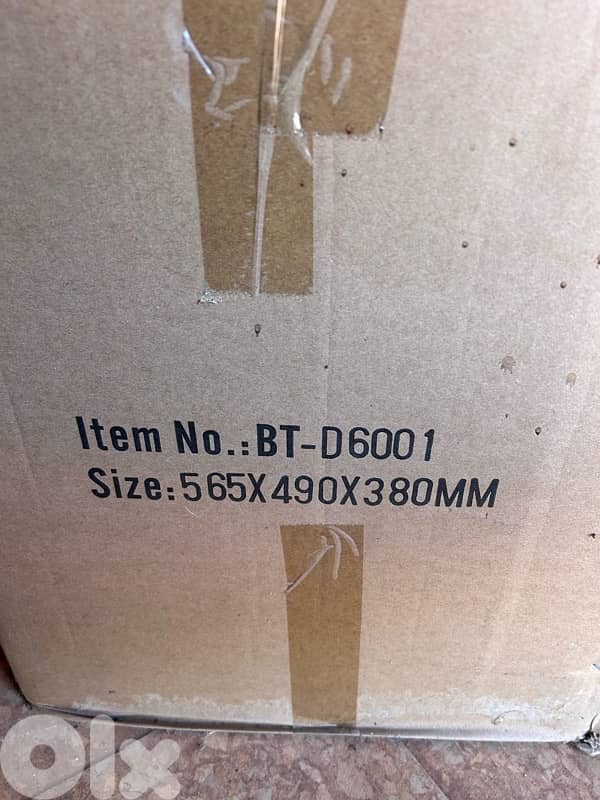 Item No.:BT-D6001
Size:565X490X380MM
Olx